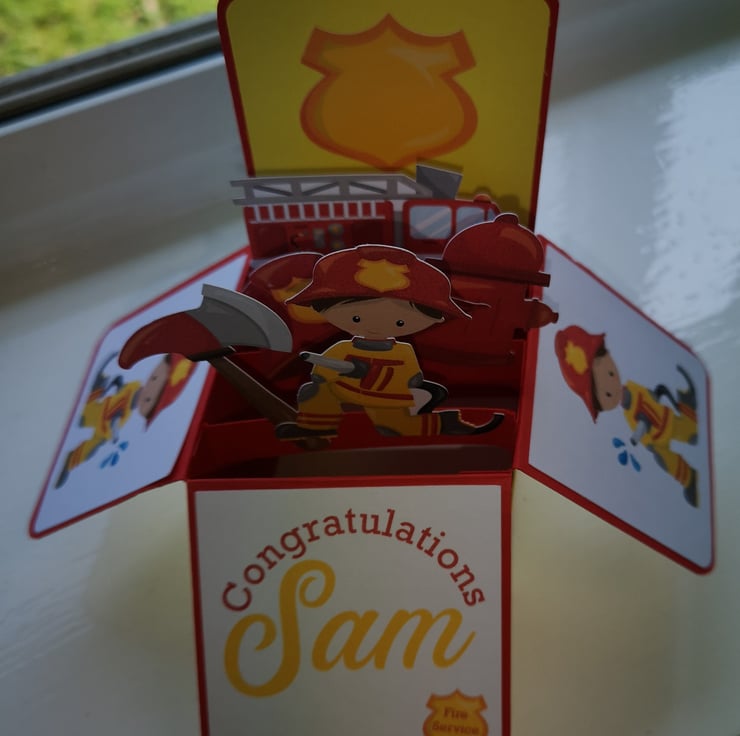 Congratulations
Sam
Fire
Service